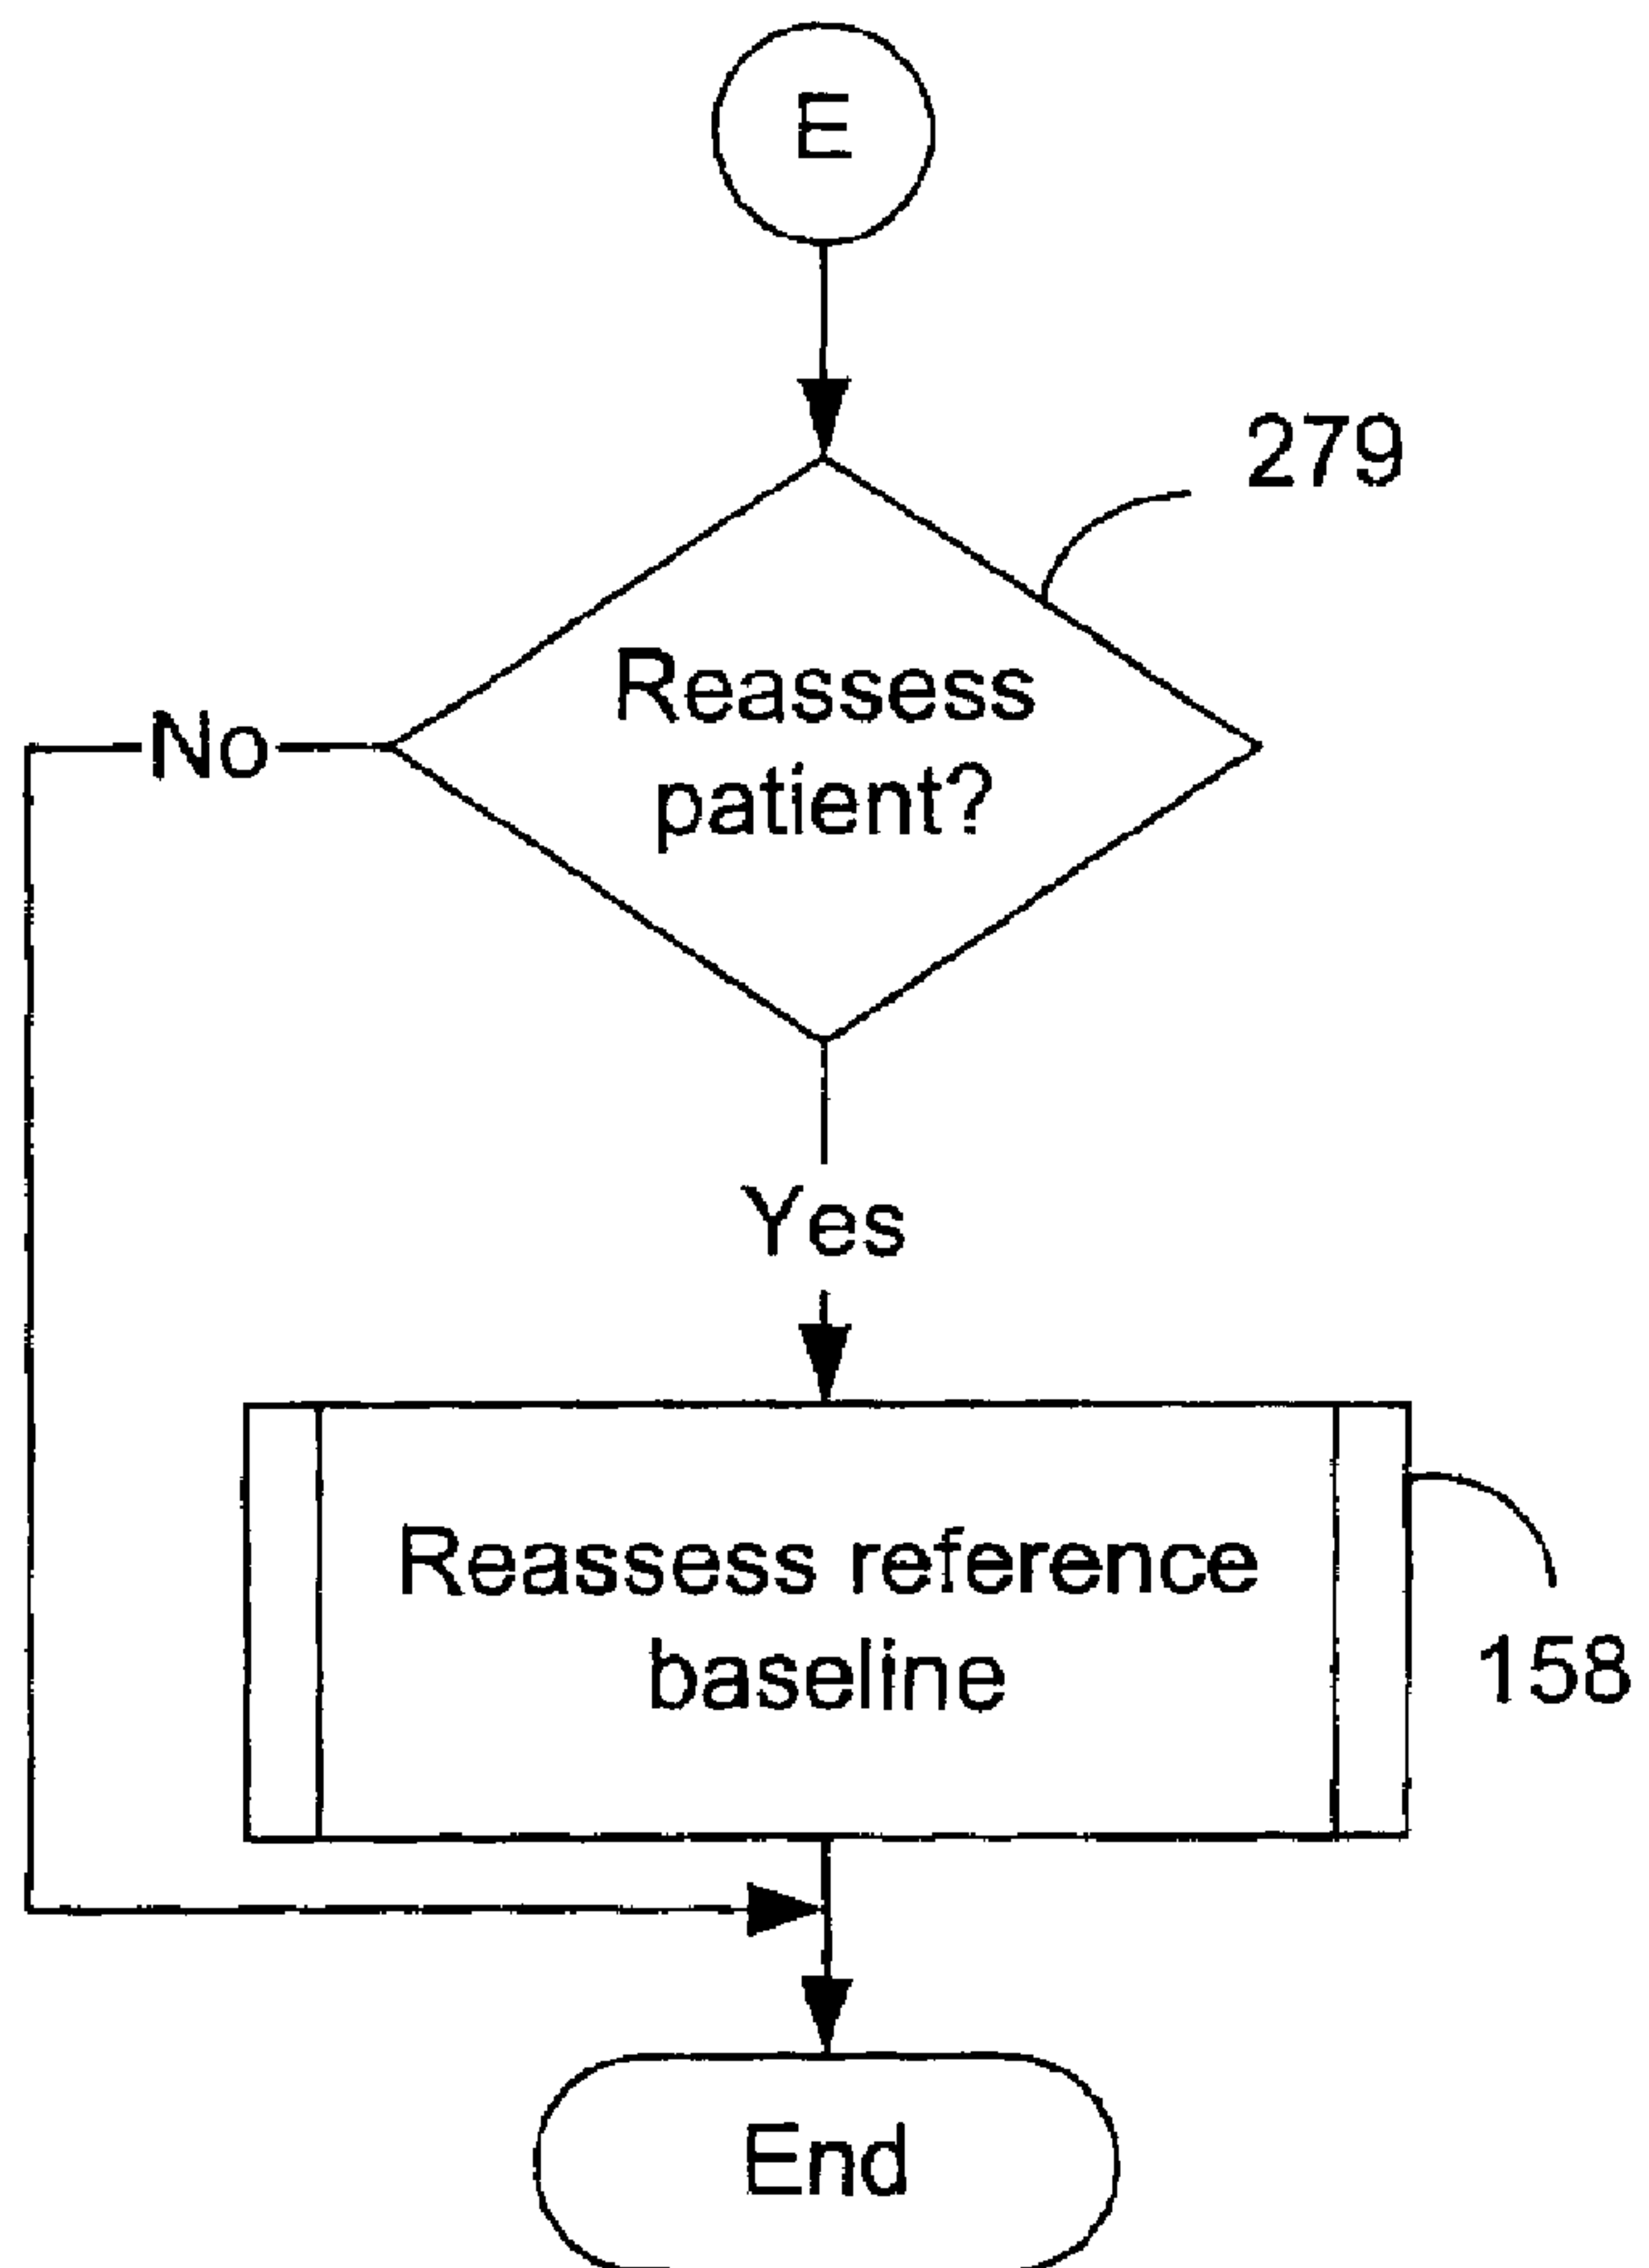 E
279
Reassess
patient?
No
Yes
Reassess reference
baseline
158
End